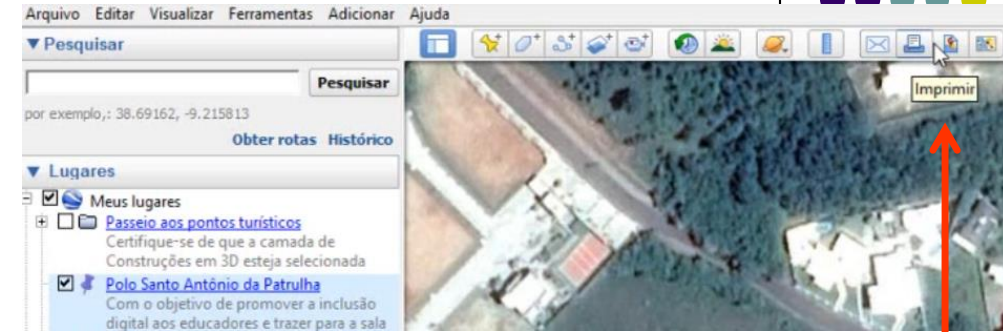 Arquivo Editar Visualizar Ferramentas Adicionar Ajuda
▼ Pesquisar
Pesquisar
por exemplo,: 38.69162, -9.215813
Obter rotas Histórico
▼ Lugares
Meus lugares
Passeio aos pontos turísticos
Certifique-se de que a camada de
Construções em 3D esteja selecionada
Polo Santo Antônio da Patrulha
Com o objetivo de promover a inclusão
digital aos educadores e trazer para a sala
Imprimir